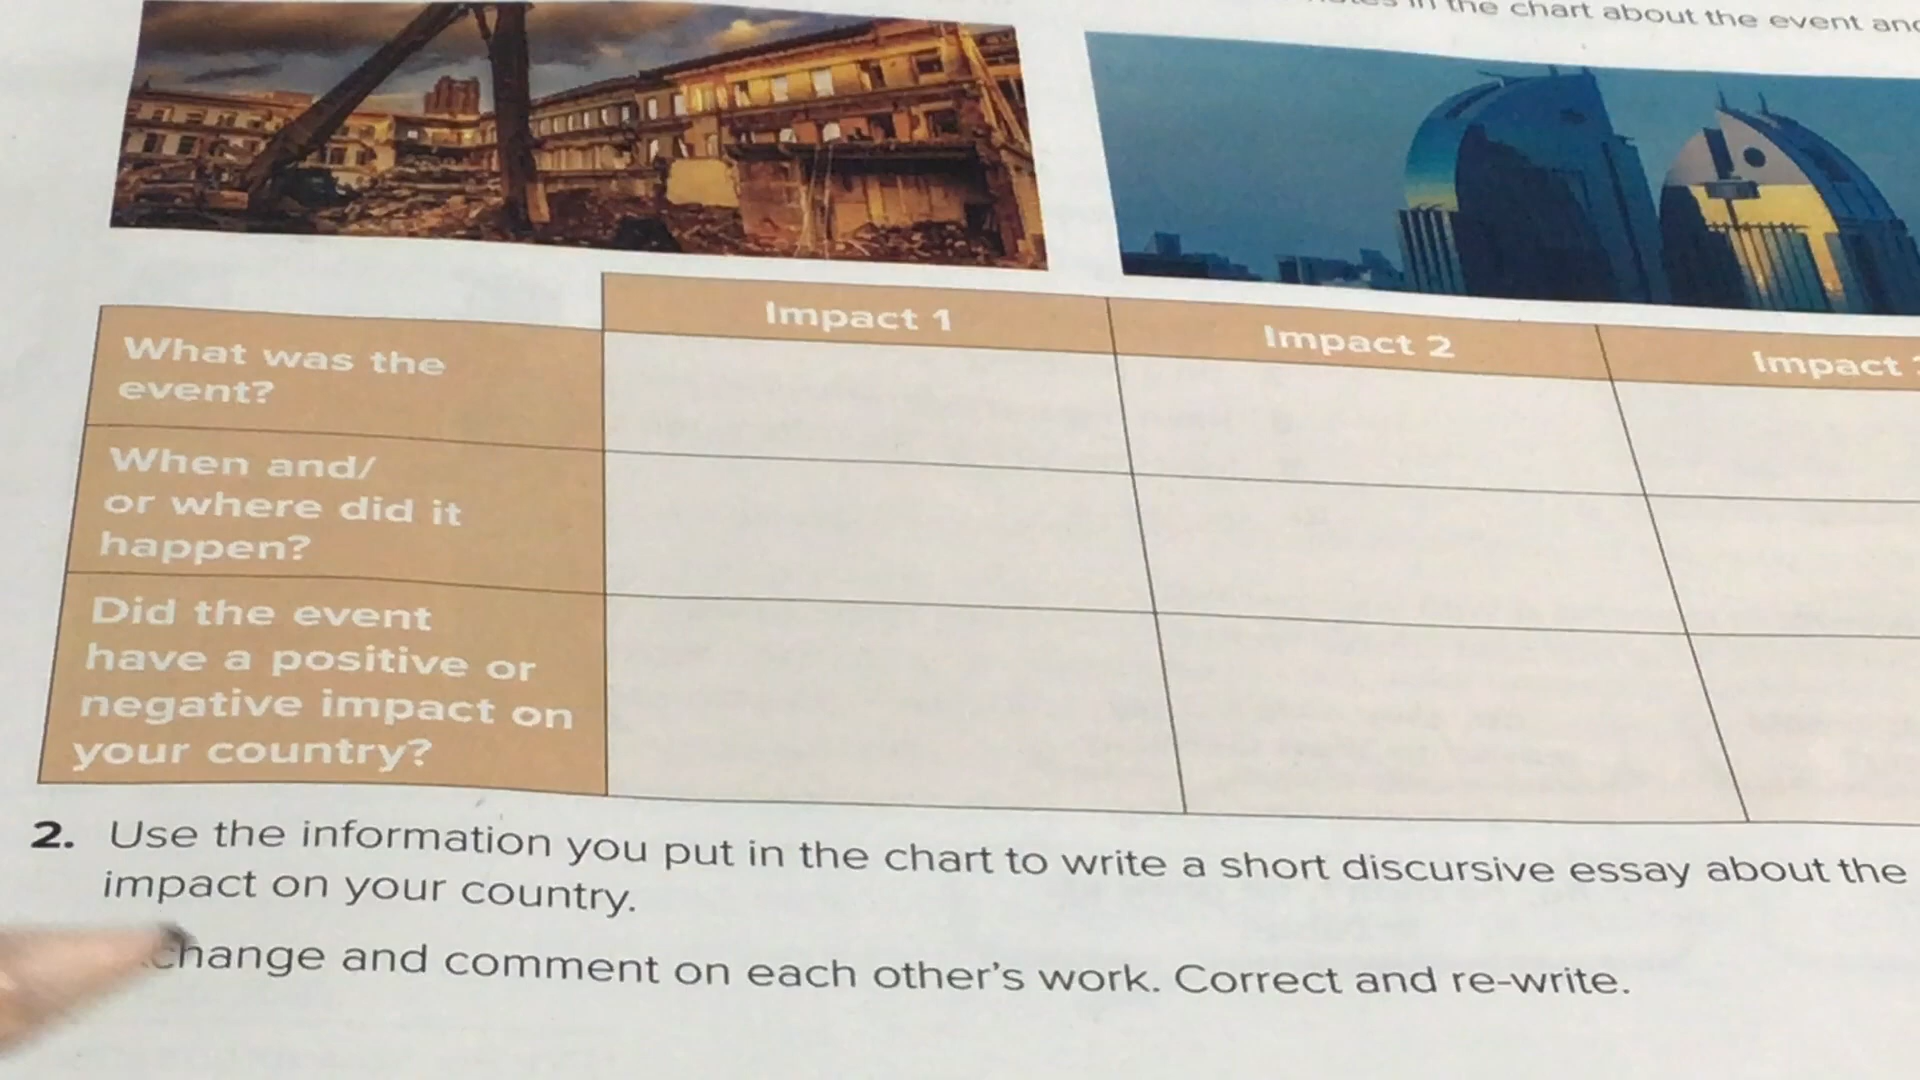 in the chart about the event and
Impact 1
Impact 2
Impact
What was the
event?
When and/
or where did it
happen?
Did the event
have a positive or
negative impact on
your country?
2. Use the information you put in the chart to write a short discursive essay about the
impact on your country.
change and comment on each other's work. Correct and re-write.